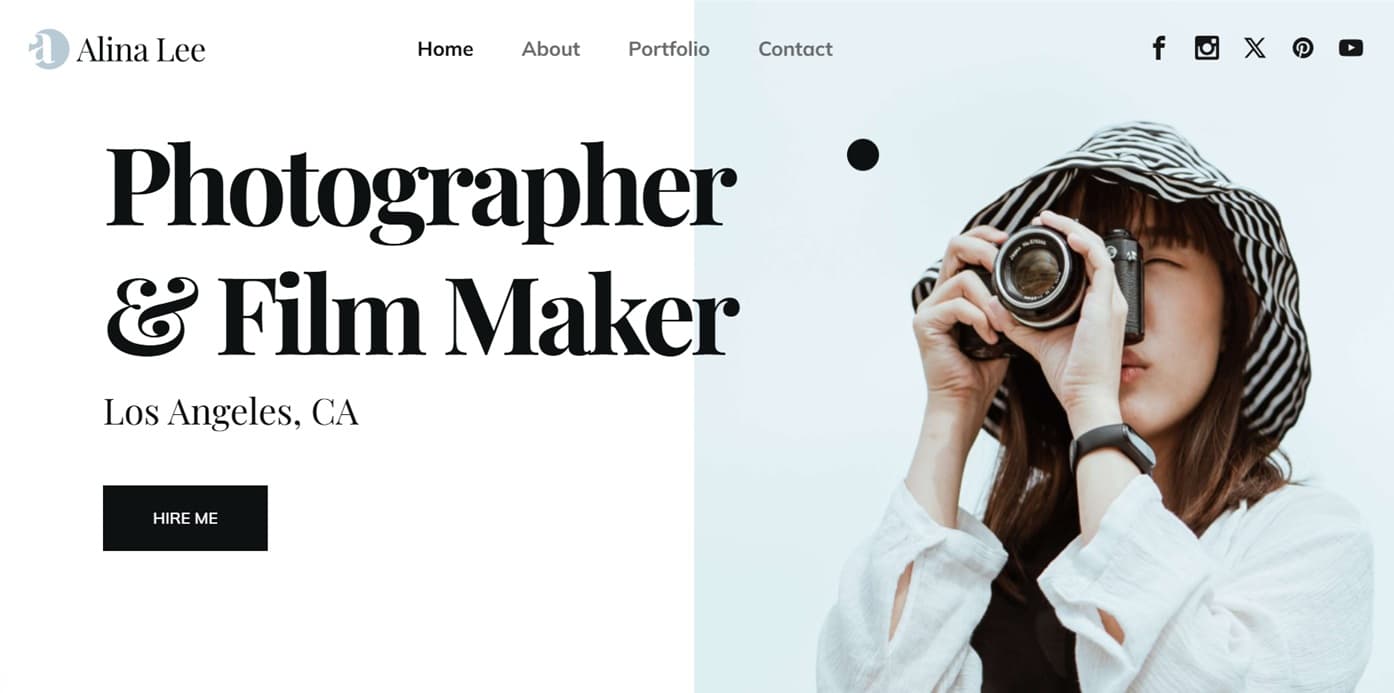 Alina Lee
Home About Portfolio Contact
Photographer
& Film Maker
Los Angeles, CA
HIRE ME